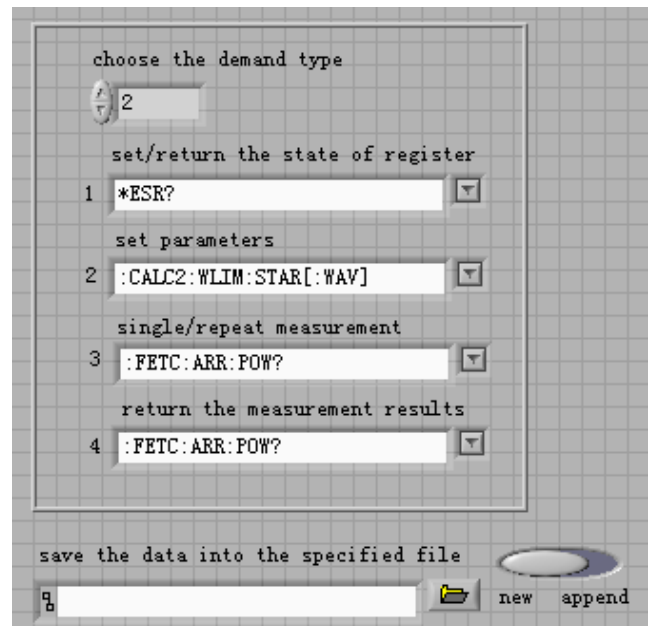 choose the demand type
2
set/return the state of register
1 *ESR?
set parameters
2 :CALC2:WLIM:STAR[:WAV]
single/repeat measurement
3 :FETC:ARR:POW?
return the measurement results
4 :FETC:ARR:POW?
save the data into the specified file
new append